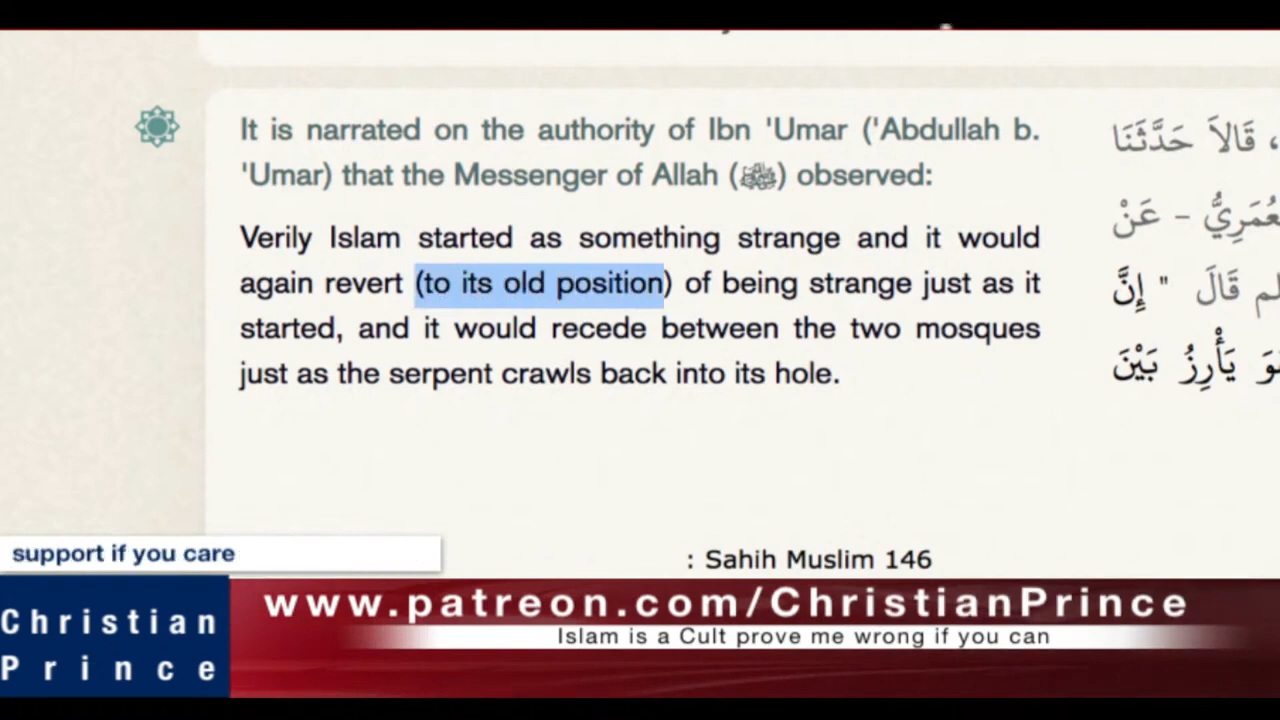 It is narrated on the authority of Ibn 'Umar ('Abdullah b.
'Umar) that the Messenger of Allah (ﷺ) observed:
Verily Islam started as something strange and it would
again revert (to its old position) of being strange just as it
started, and it would recede between the two mosques
just as the serpent crawls back into its hole.
، قَالاَ حَدَّثَنَا
لْعُمَرِيُّ - عَنْ
لم قَالَ " إِنَّ
هُوَ يَأْرِزُ بَيْنَ
: Sahih Muslim 146
support if you care
Christian
Prince
www.patreon.com/ChristianPrince
Islam is a Cult prove me wrong if you can